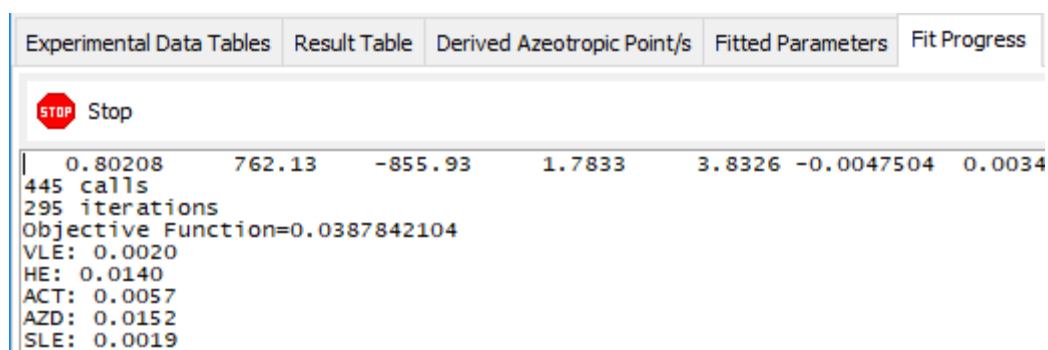 Experimental Data Tables Result Table Derived Azeotropic Point/s Fitted Parameters Fit Progress
STOP Stop
0.80208 762.13 -855.93 1.7833 3.8326 -0.0047504 0.0034
445 calls
295 iterations
Objective Function=0.0387842104
VLE: 0.0020
HE: 0.0140
ACT: 0.0057
AZD: 0.0152
SLE: 0.0019